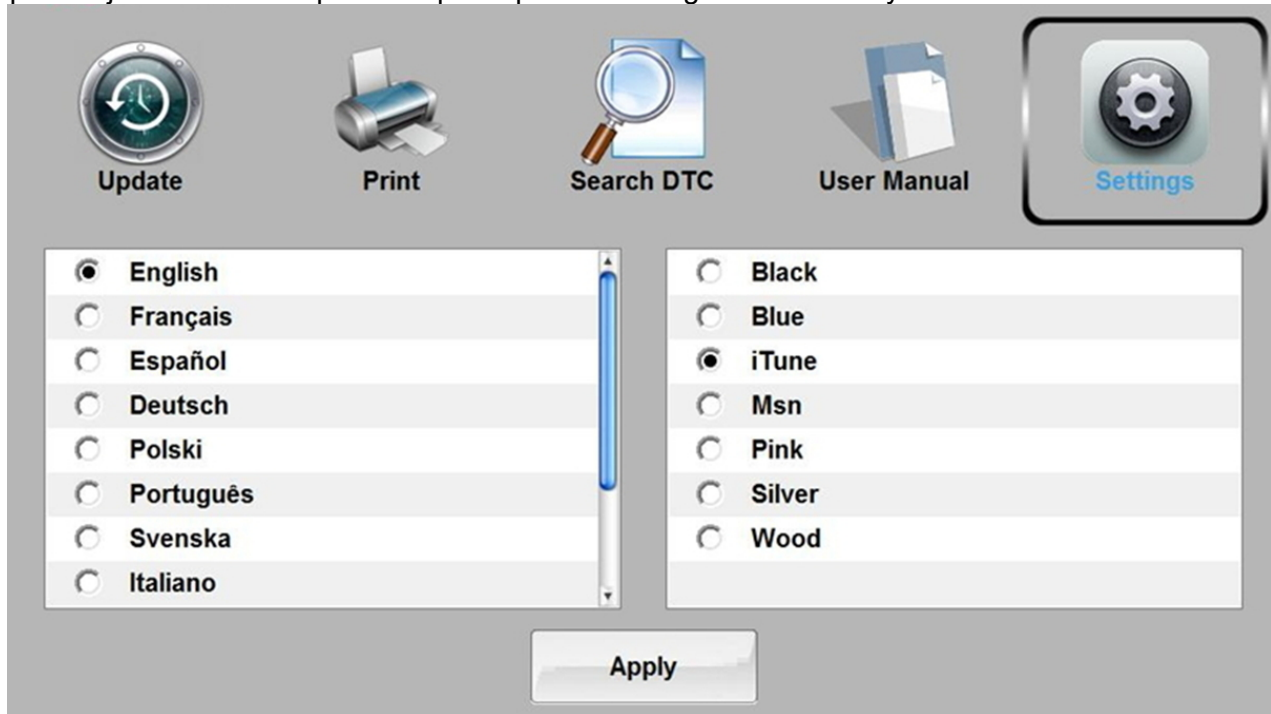 Update
Print
Search DTC
User Manual
Settings
English
Français
Español
Deutsch
Polski
Português
Svenska
Italiano
Black
Blue
iTune
Msn
Pink
Silver
Wood
Apply